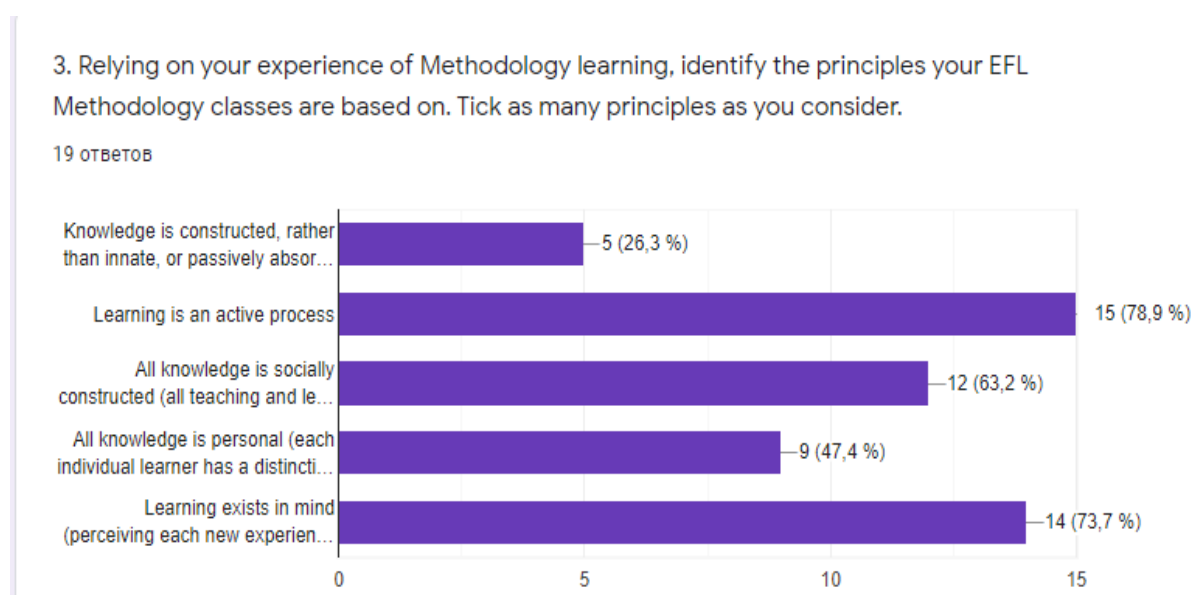 3. Relying on your experience of Methodology learning, identify the principles your EFL
Methodology classes are based on. Tick as many principles as you consider.
19 ответов
Knowledge is constructed, rather
than innate, or passively absor...
5 (26,3 %)
Learning is an active process
15 (78,9 %)
All knowledge is socially
constructed (all teaching and le...
12 (63,2 %)
All knowledge is personal (each
individual learner has a distincti...
9 (47,4 %)
Learning exists in mind
(perceiving each new experien...
14 (73,7 %)
0 5 10 15